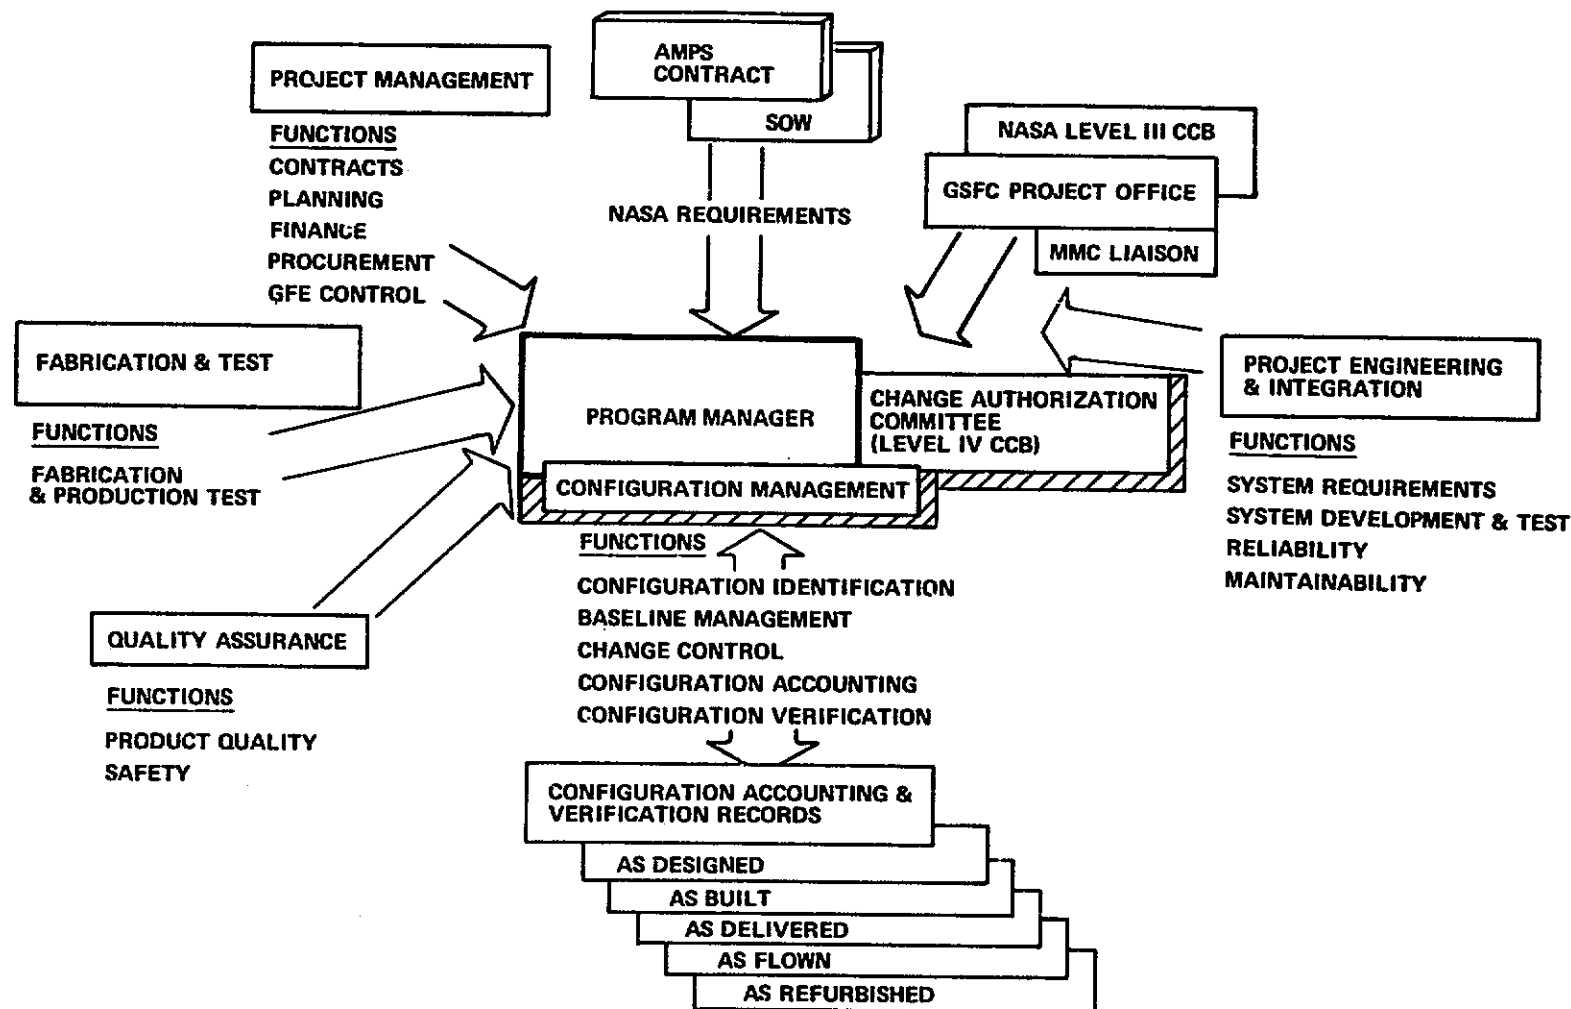 AMPS
CONTRACT
SOW
PROJECT MANAGEMENT
FUNCTIONS
CONTRACTS
PLANNING
FINANCE
PROCUREMENT
GFE CONTROL
NASA REQUIREMENTS
NASA LEVEL III CCB
GSFC PROJECT OFFICE
MMC LIAISON
FABRICATION & TEST
FUNCTIONS
FABRICATION
& PRODUCTION TEST
PROGRAM MANAGER
CHANGE AUTHORIZATION
COMMITTEE
(LEVEL IV CCB)
CONFIGURATION MANAGEMENT
PROJECT ENGINEERING
& INTEGRATION
FUNCTIONS
SYSTEM REQUIREMENTS
SYSTEM DEVELOPMENT & TEST
RELIABILITY
MAINTAINABILITY
QUALITY ASSURANCE
FUNCTIONS
PRODUCT QUALITY
SAFETY
FUNCTIONS
CONFIGURATION IDENTIFICATION
BASELINE MANAGEMENT
CHANGE CONTROL
CONFIGURATION ACCOUNTING
CONFIGURATION VERIFICATION
CONFIGURATION ACCOUNTING &
VERIFICATION RECORDS
AS DESIGNED
AS BUILT
AS DELIVERED
AS FLOWN
AS REFURBISHED